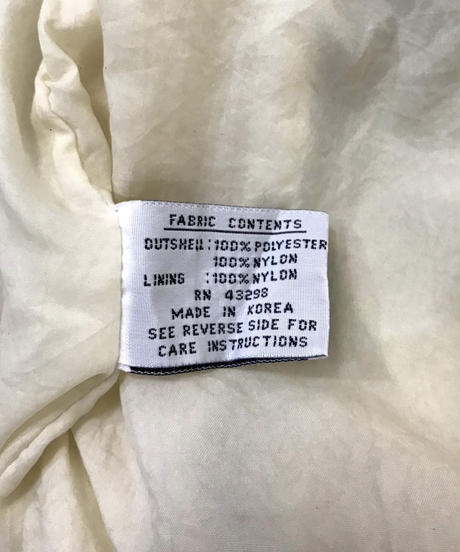 FABRIC CONTENTS
OUTSHELL : 100% POLYESTER
100% NYLON
LINING : 100% NYLON
RN 43298
MADE IN KOREA
SEE REVERSE SIDE FOR
CARE INSTRUCTIONS